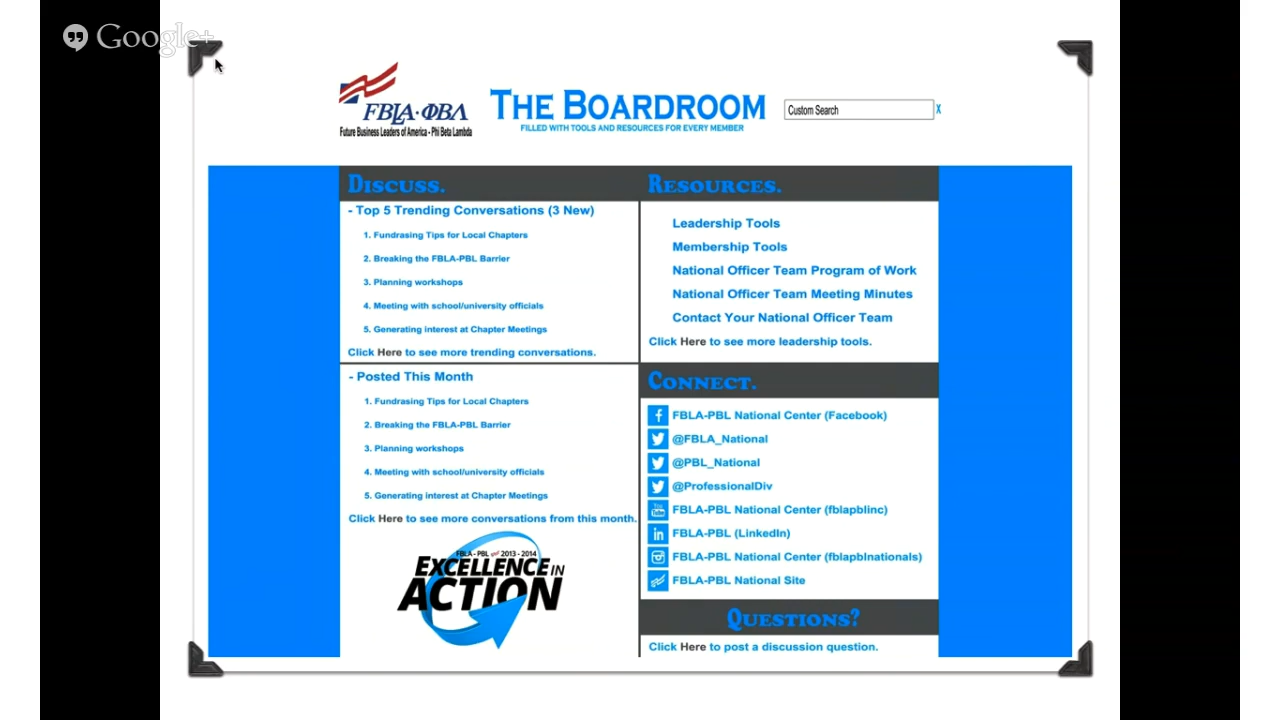 Google+
FBLA·ΦBΛ
Future Business Leaders of America - Phi Beta Lambda
THE BOARDROOM
FILLED WITH TOOLS AND RESOURCES FOR EVERY MEMBER
Custom Search
X
DISCUSS.
- Top 5 Trending Conversations (3 New)
1. Fundrasing Tips for Local Chapters
2. Breaking the FBLA-PBL Barrier
3. Planning workshops
4. Meeting with school/university officials
5. Generating interest at Chapter Meetings
Click Here to see more trending conversations.
- Posted This Month
1. Fundrasing Tips for Local Chapters
2. Breaking the FBLA-PBL Barrier
3. Planning workshops
4. Meeting with school/university officials
5. Generating interest at Chapter Meetings
Click Here to see more conversations from this month.
FBLA - PBL and 2013 - 2014
EXCELLENCE IN
ACTION
RESOURCES.
Leadership Tools
Membership Tools
National Officer Team Program of Work
National Officer Team Meeting Minutes
Contact Your National Officer Team
Click Here to see more leadership tools.
CONNECT.
FBLA-PBL National Center (Facebook)
@FBLA_National
@PBL_National
@ProfessionalDiv
You Tube FBLA-PBL National Center (fblapblinc)
in FBLA-PBL (LinkedIn)
FBLA-PBL National Center (fblapblnationals)
FBLA-PBL National Site
QUESTIONS?
Click Here to post a discussion question.